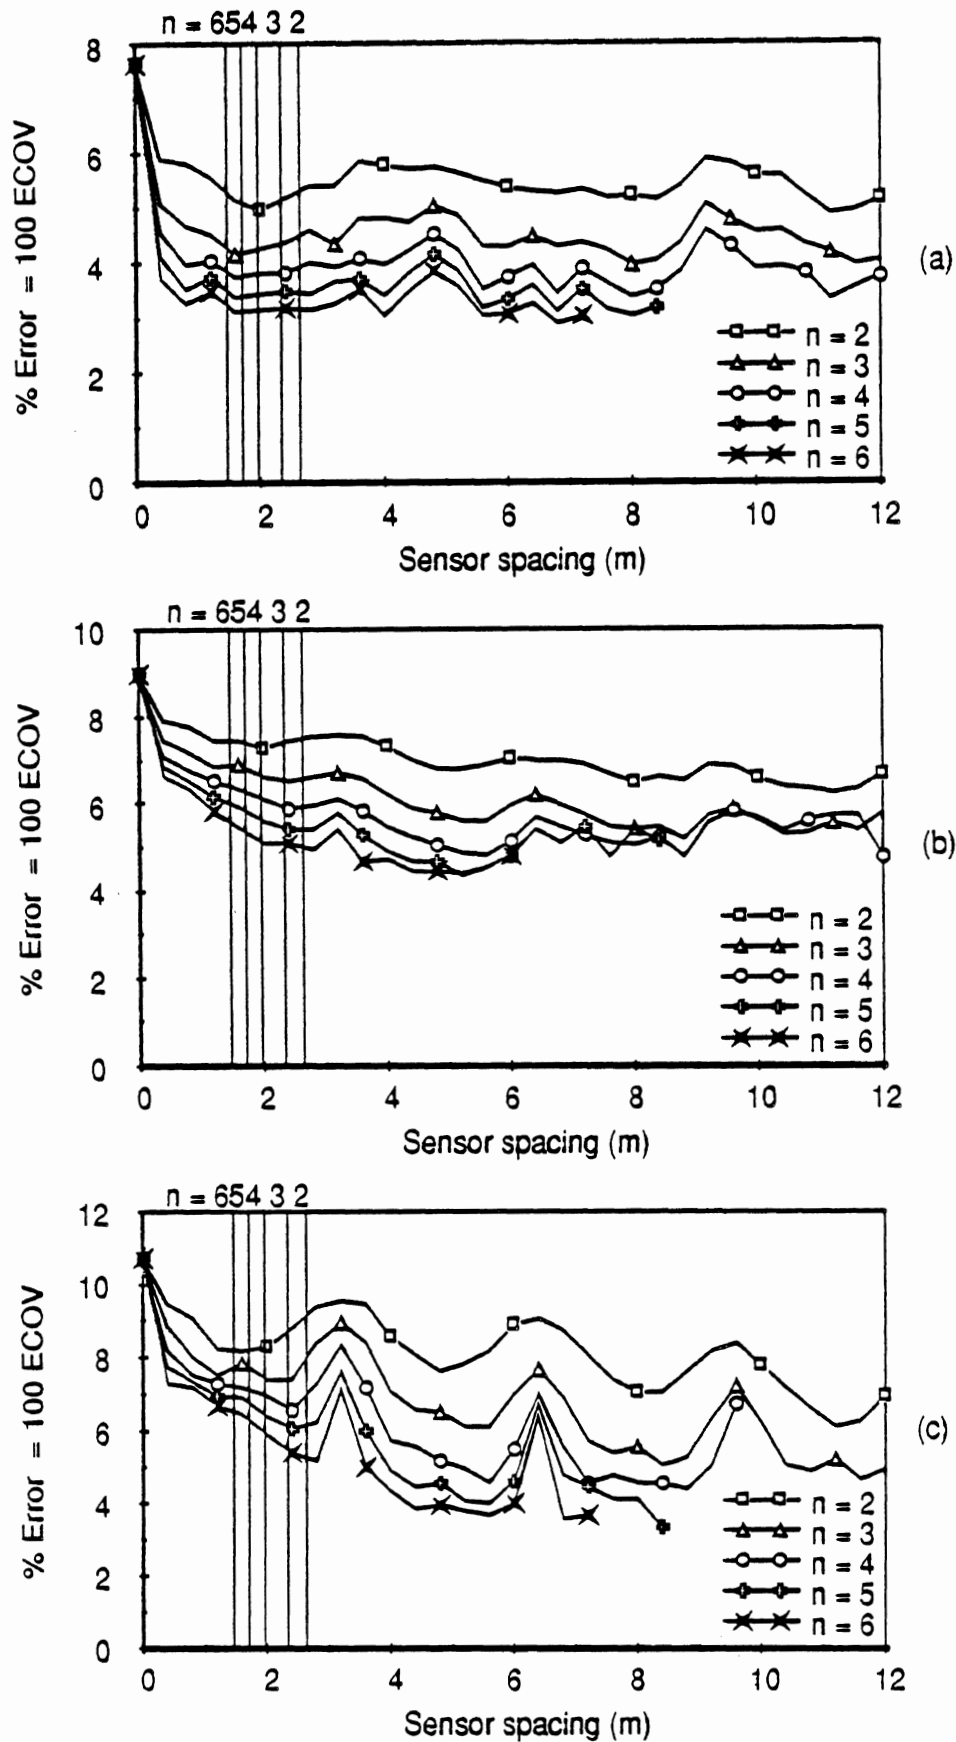 n = 654 3 2
8
6
4
2
0
% Error = 100 ECOV
n = 2
n = 3
n = 4
n = 5
n = 6
(a)
0 2 4 6 8 10 12
Sensor spacing (m)
n = 654 3 2
10
8
6
4
2
0
% Error = 100 ECOV
n = 2
n = 3
n = 4
n = 5
n = 6
(b)
0 2 4 6 8 10 12
Sensor spacing (m)
n = 654 3 2
12
10
8
6
4
2
0
% Error = 100 ECOV
n = 2
n = 3
n = 4
n = 5
n = 6
(c)
0 2 4 6 8 10 12
Sensor spacing (m)